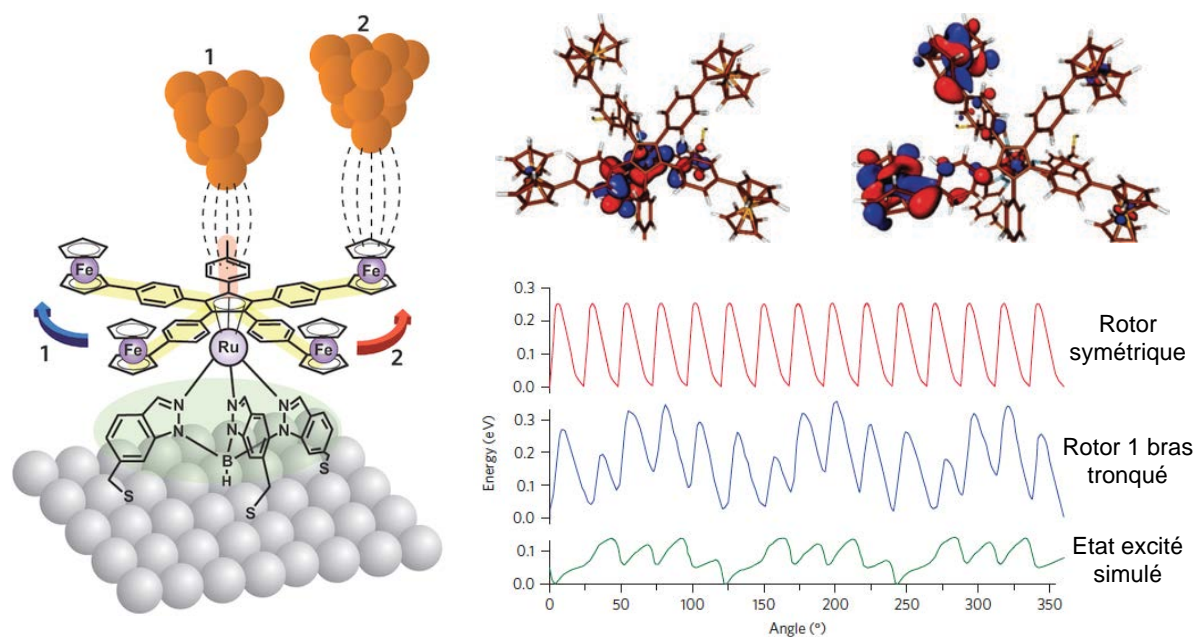 1
2
Fe
Fe
Fe
Fe
1
Ru
2
N
N
N
N
N
N
B
H
S
S
S
0.3
0.2
0.1
0.0
Rotor
symétrique
Energy (eV)
0.3
0.2
0.1
0.0
Rotor 1 bras
tronqué
0.1
0.0
Etat excité
simulé
0 50 100 150 200 250 300 350
Angle (°)